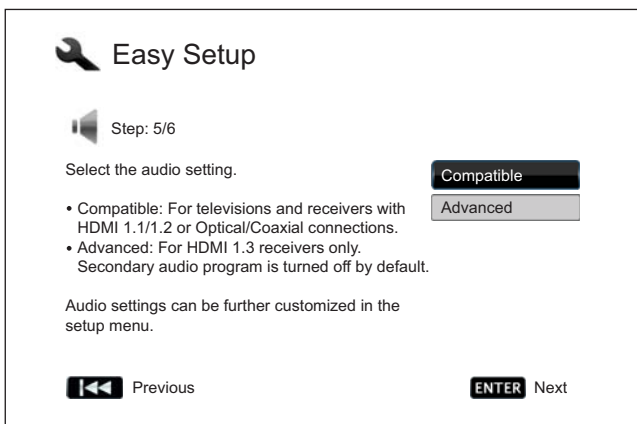 Easy Setup
Step: 5/6
Select the audio setting.
Compatible
• Compatible: For televisions and receivers with
HDMI 1.1/1.2 or Optical/Coaxial connections.
Advanced
• Advanced: For HDMI 1.3 receivers only.
Secondary audio program is turned off by default.
Audio settings can be further customized in the
setup menu.
Previous
ENTER Next